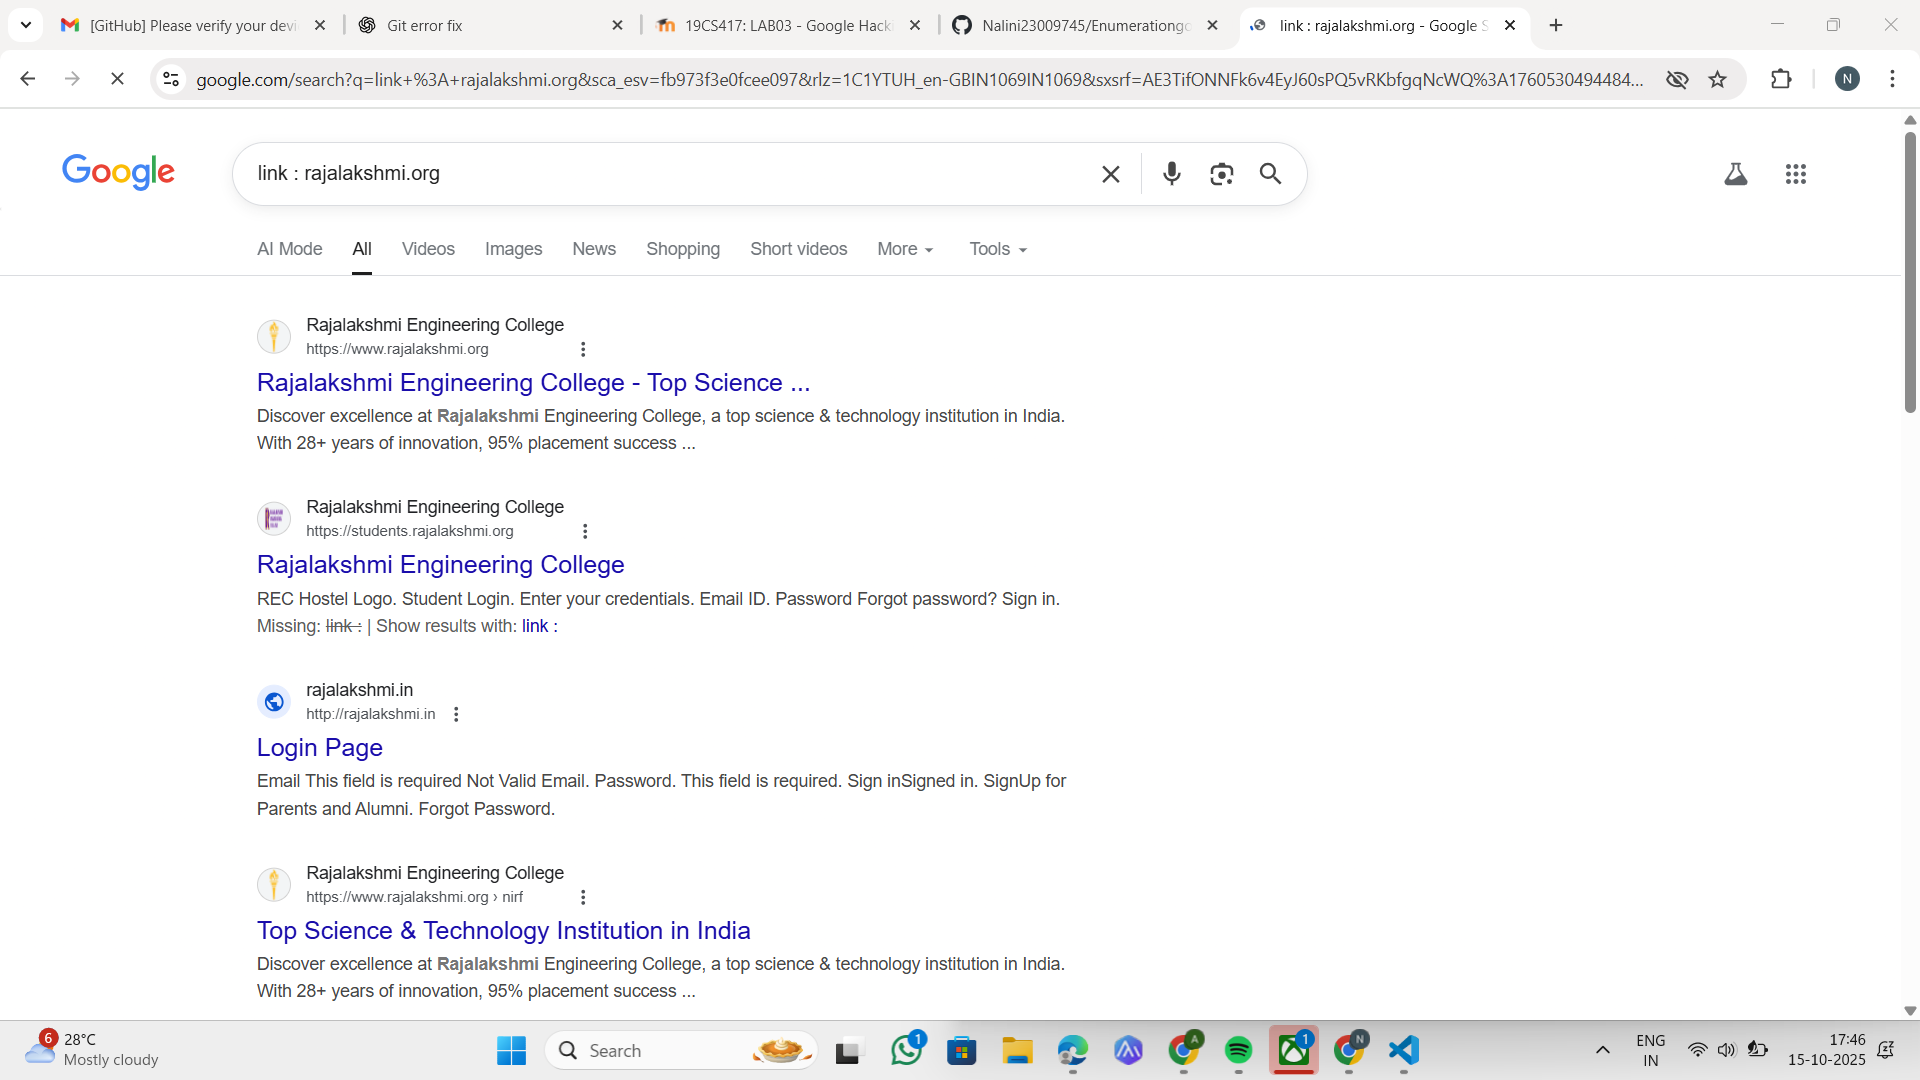 [GitHub] Please verify your devi
Git error fix
19CS417: LAB03 - Google Hacki
Nalini23009745/Enumerationgo
link : rajalakshmi.org - Google S
google.com/search?q=link+%3A+rajalakshmi.org&sca_esv=fb973f3e0fcee097&rlz=1C1YTUH_en-GBIN1069IN1069&sxsrf=AE3TifONNFk6v4EyJ60sPQ5vRKbfgqNcWQ%3A1760530494484...
N
Google
link : rajalakshmi.org
AI Mode
All
Videos
Images
News
Shopping
Short videos
More
Tools
Rajalakshmi Engineering College
https://www.rajalakshmi.org
Rajalakshmi Engineering College - Top Science ...
Discover excellence at Rajalakshmi Engineering College, a top science & technology institution in India.
With 28+ years of innovation, 95% placement success ...
Rajalakshmi Engineering College
https://students.rajalakshmi.org
Rajalakshmi Engineering College
REC Hostel Logo. Student Login. Enter your credentials. Email ID. Password Forgot password? Sign in.
Missing: link : | Show results with: link :
rajalakshmi.in
http://rajalakshmi.in
Login Page
Email This field is required Not Valid Email. Password. This field is required. Sign inSigned in. SignUp for
Parents and Alumni. Forgot Password.
Rajalakshmi Engineering College
https://www.rajalakshmi.org › nirf
Top Science & Technology Institution in India
Discover excellence at Rajalakshmi Engineering College, a top science & technology institution in India.
With 28+ years of innovation, 95% placement success ...
6
28°C
Mostly cloudy
Search
1
A
1
N
ENG
IN
17:46
15-10-2025